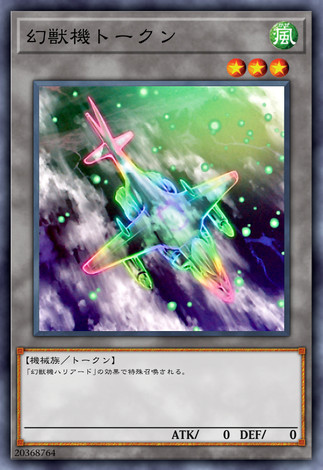 幻獣機トークン
風
【機械族／トークン】
「幻獣機ハリアード」の効果で特殊召喚される。
ATK/ 0 DEF/ 0
20368764